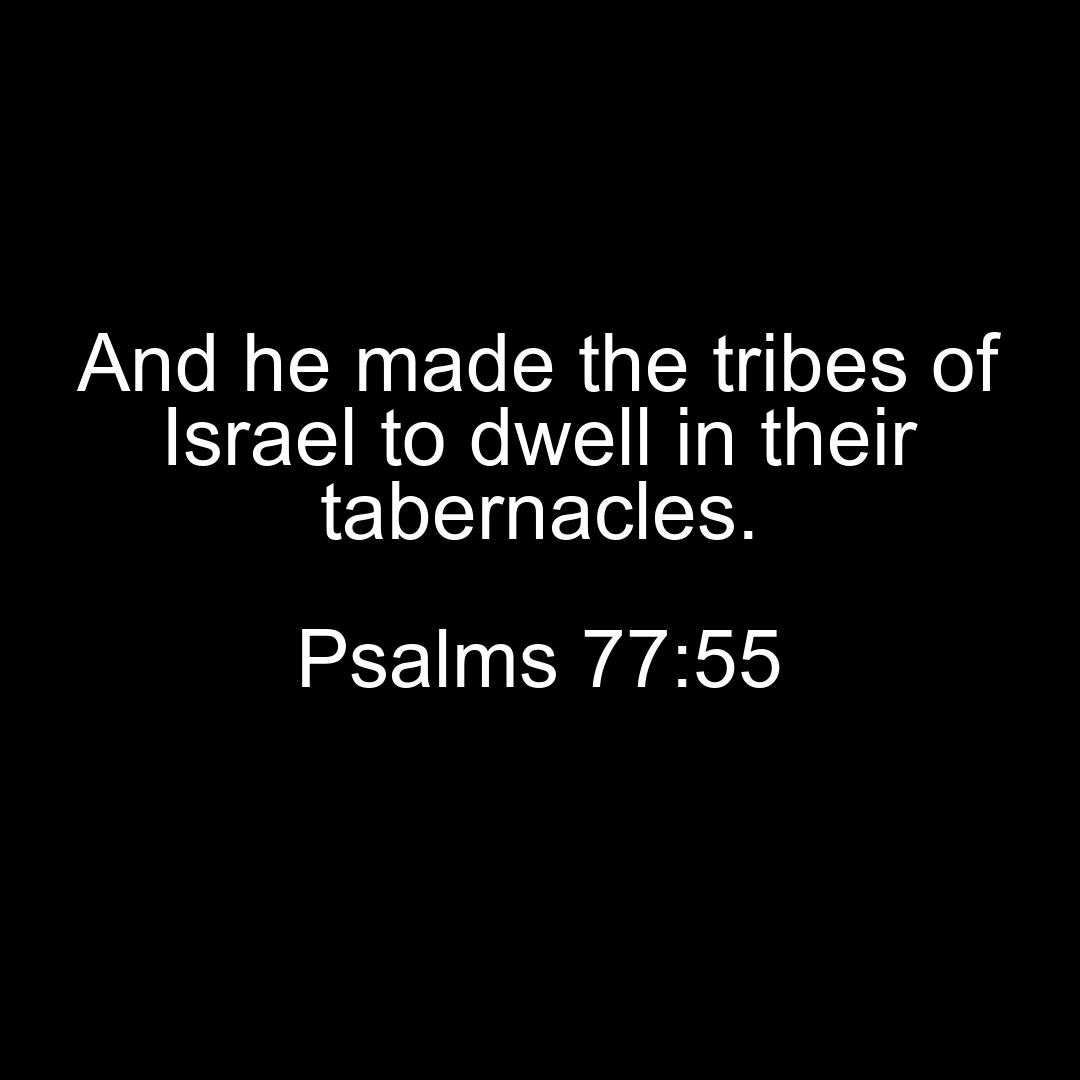 And he made the tribes of
Israel to dwell in their
tabernacles.
Psalms 77:55